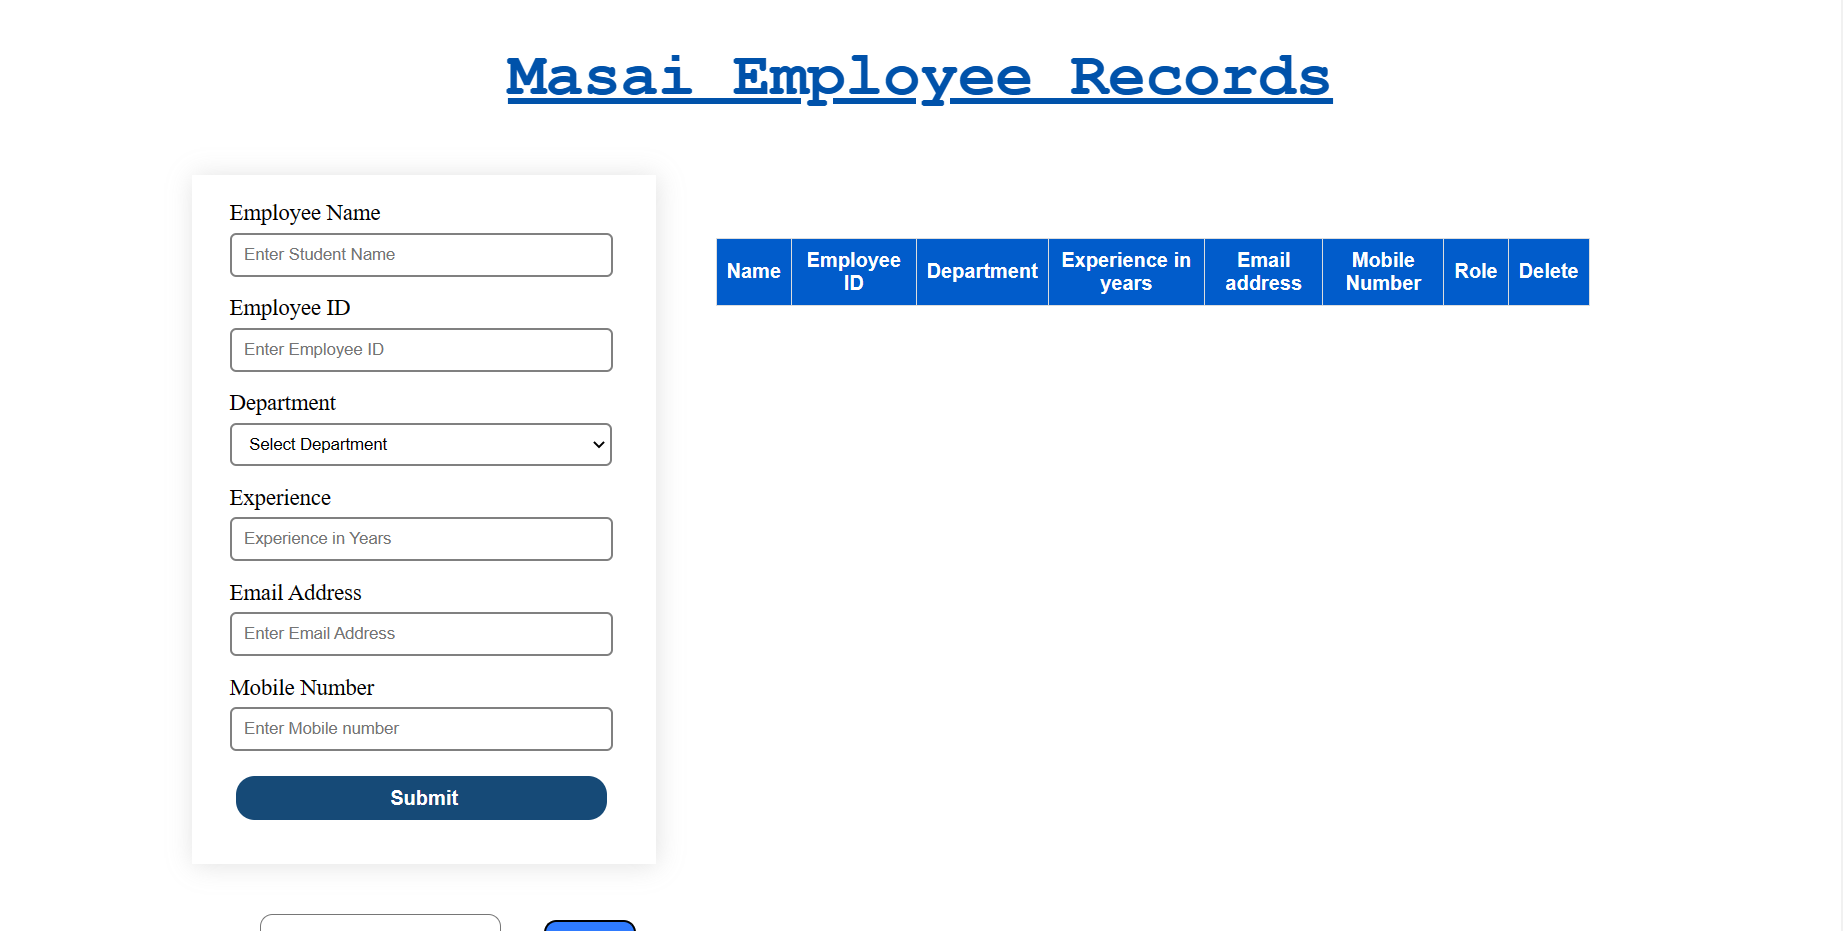 Masai Employee Records
Employee Name
Enter Student Name
Employee ID
Enter Employee ID
Department
Select Department
Experience
Experience in Years
Email Address
Enter Email Address
Mobile Number
Enter Mobile number
Submit
Name Employee ID Department Experience in years Email address Mobile Number Role Delete